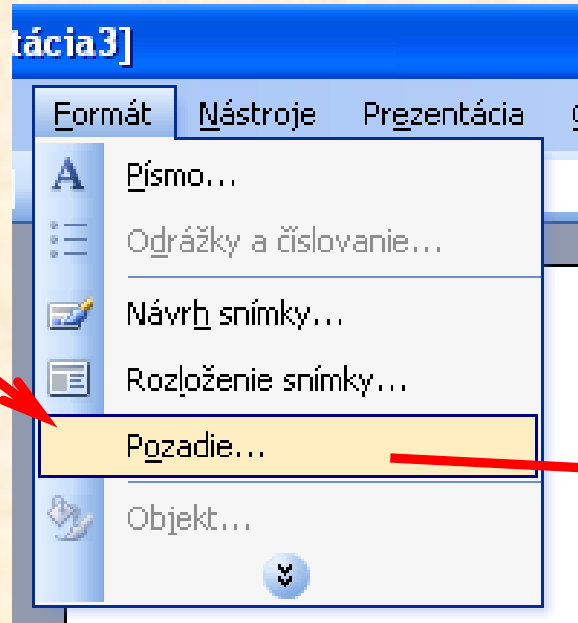 tácia3]
Formát Nástroje Prezentácia
Písmo...
Odrážky a číslovanie...
Návrh snímky...
Rozloženie snímky...
Pozadie...
Objekt...